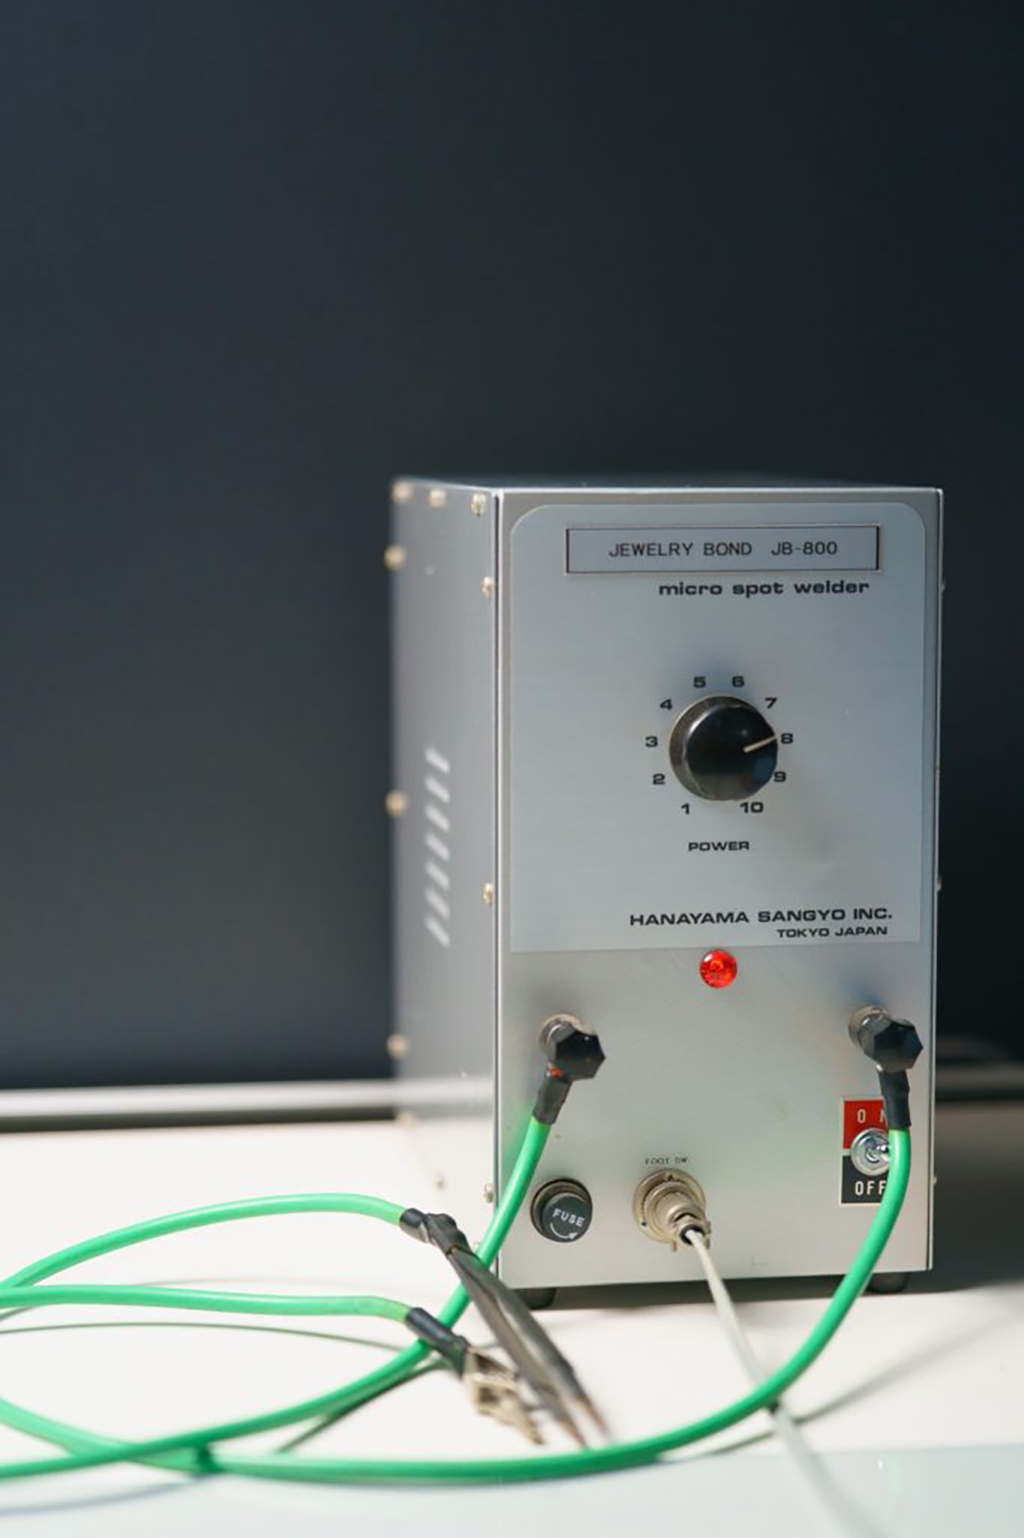 JEWELRY BOND JB-800
micro spot welder
5 6
4 7
3 8
2 9
1 10
POWER
HANAYAMA SANGYO INC.
TOKYO JAPAN
ON
FOOT SW.
OFF
FUSE